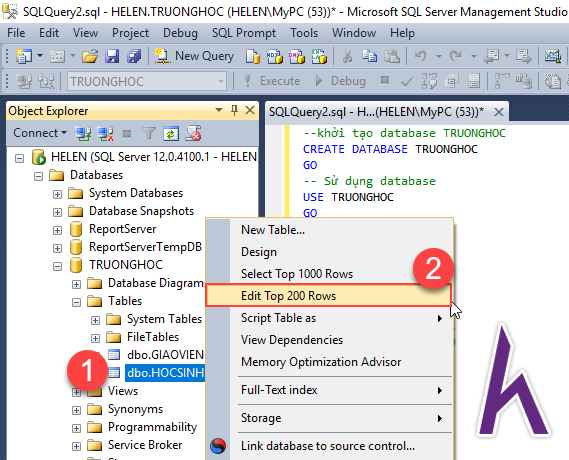 SQLQuery2.sql - HELEN.TRUONGHOC (HELEN\MyPC (53))* - Microsoft SQL Server Management Studio
File Edit View Debug SQL Prompt Tools Window Help
New Query
TRUONGHOC Execute Debug
Object Explorer
SQLQuery2.sql - H...(HELEN\MyPC (53))*
Connect
HELEN (SQL Server 12.0.4100.1 - HELEN
Databases
System Databases
Database Snapshots
ReportServer
ReportServerTempDB
TRUONGHOC
Database Diagram
Tables
System Tables
FileTables
dbo.GIAOVIEN
1
dbo.HOCSINH
Views
Synonyms
Programmability
Service Broker
--khởi tạo database TRUONGHOC
CREATE DATABASE TRUONGHOC
GO
-- Sử dụng database
USE TRUONGHOC
GO
New Table...
Design
Select Top 1000 Rows
2
Edit Top 200 Rows
Script Table as
View Dependencies
Memory Optimization Advisor
Full-Text index
Storage
Link database to source control...